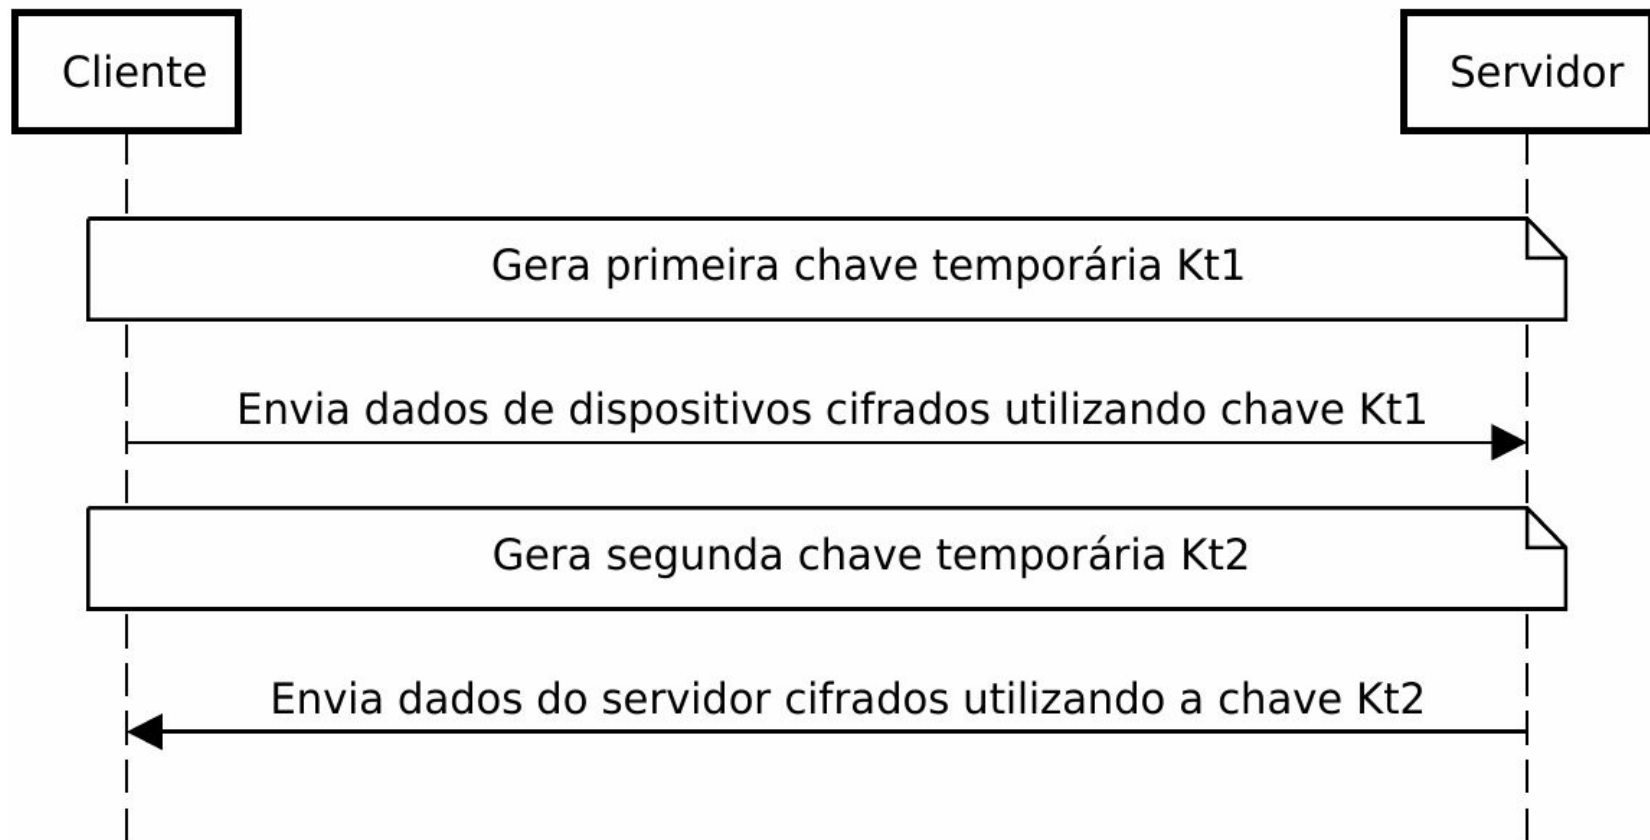 Cliente
Servidor
Gera primeira chave temporária Kt1
Envia dados de dispositivos cifrados utilizando chave Kt1
Gera segunda chave temporária Kt2
Envia dados do servidor cifrados utilizando a chave Kt2